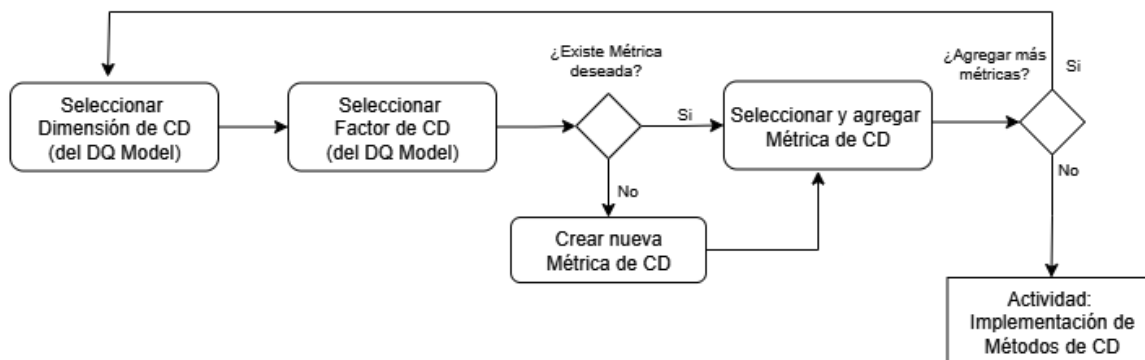 Seleccionar
Dimensión de CD
(del DQ Model)
Seleccionar
Factor de CD
(del DQ Model)
¿Existe Métrica
deseada?
Si
No
Crear nueva
Métrica de CD
Seleccionar y agregar
Métrica de CD
¿Agregar más
métricas?
Si
No
Actividad:
Implementación de
Métodos de CD